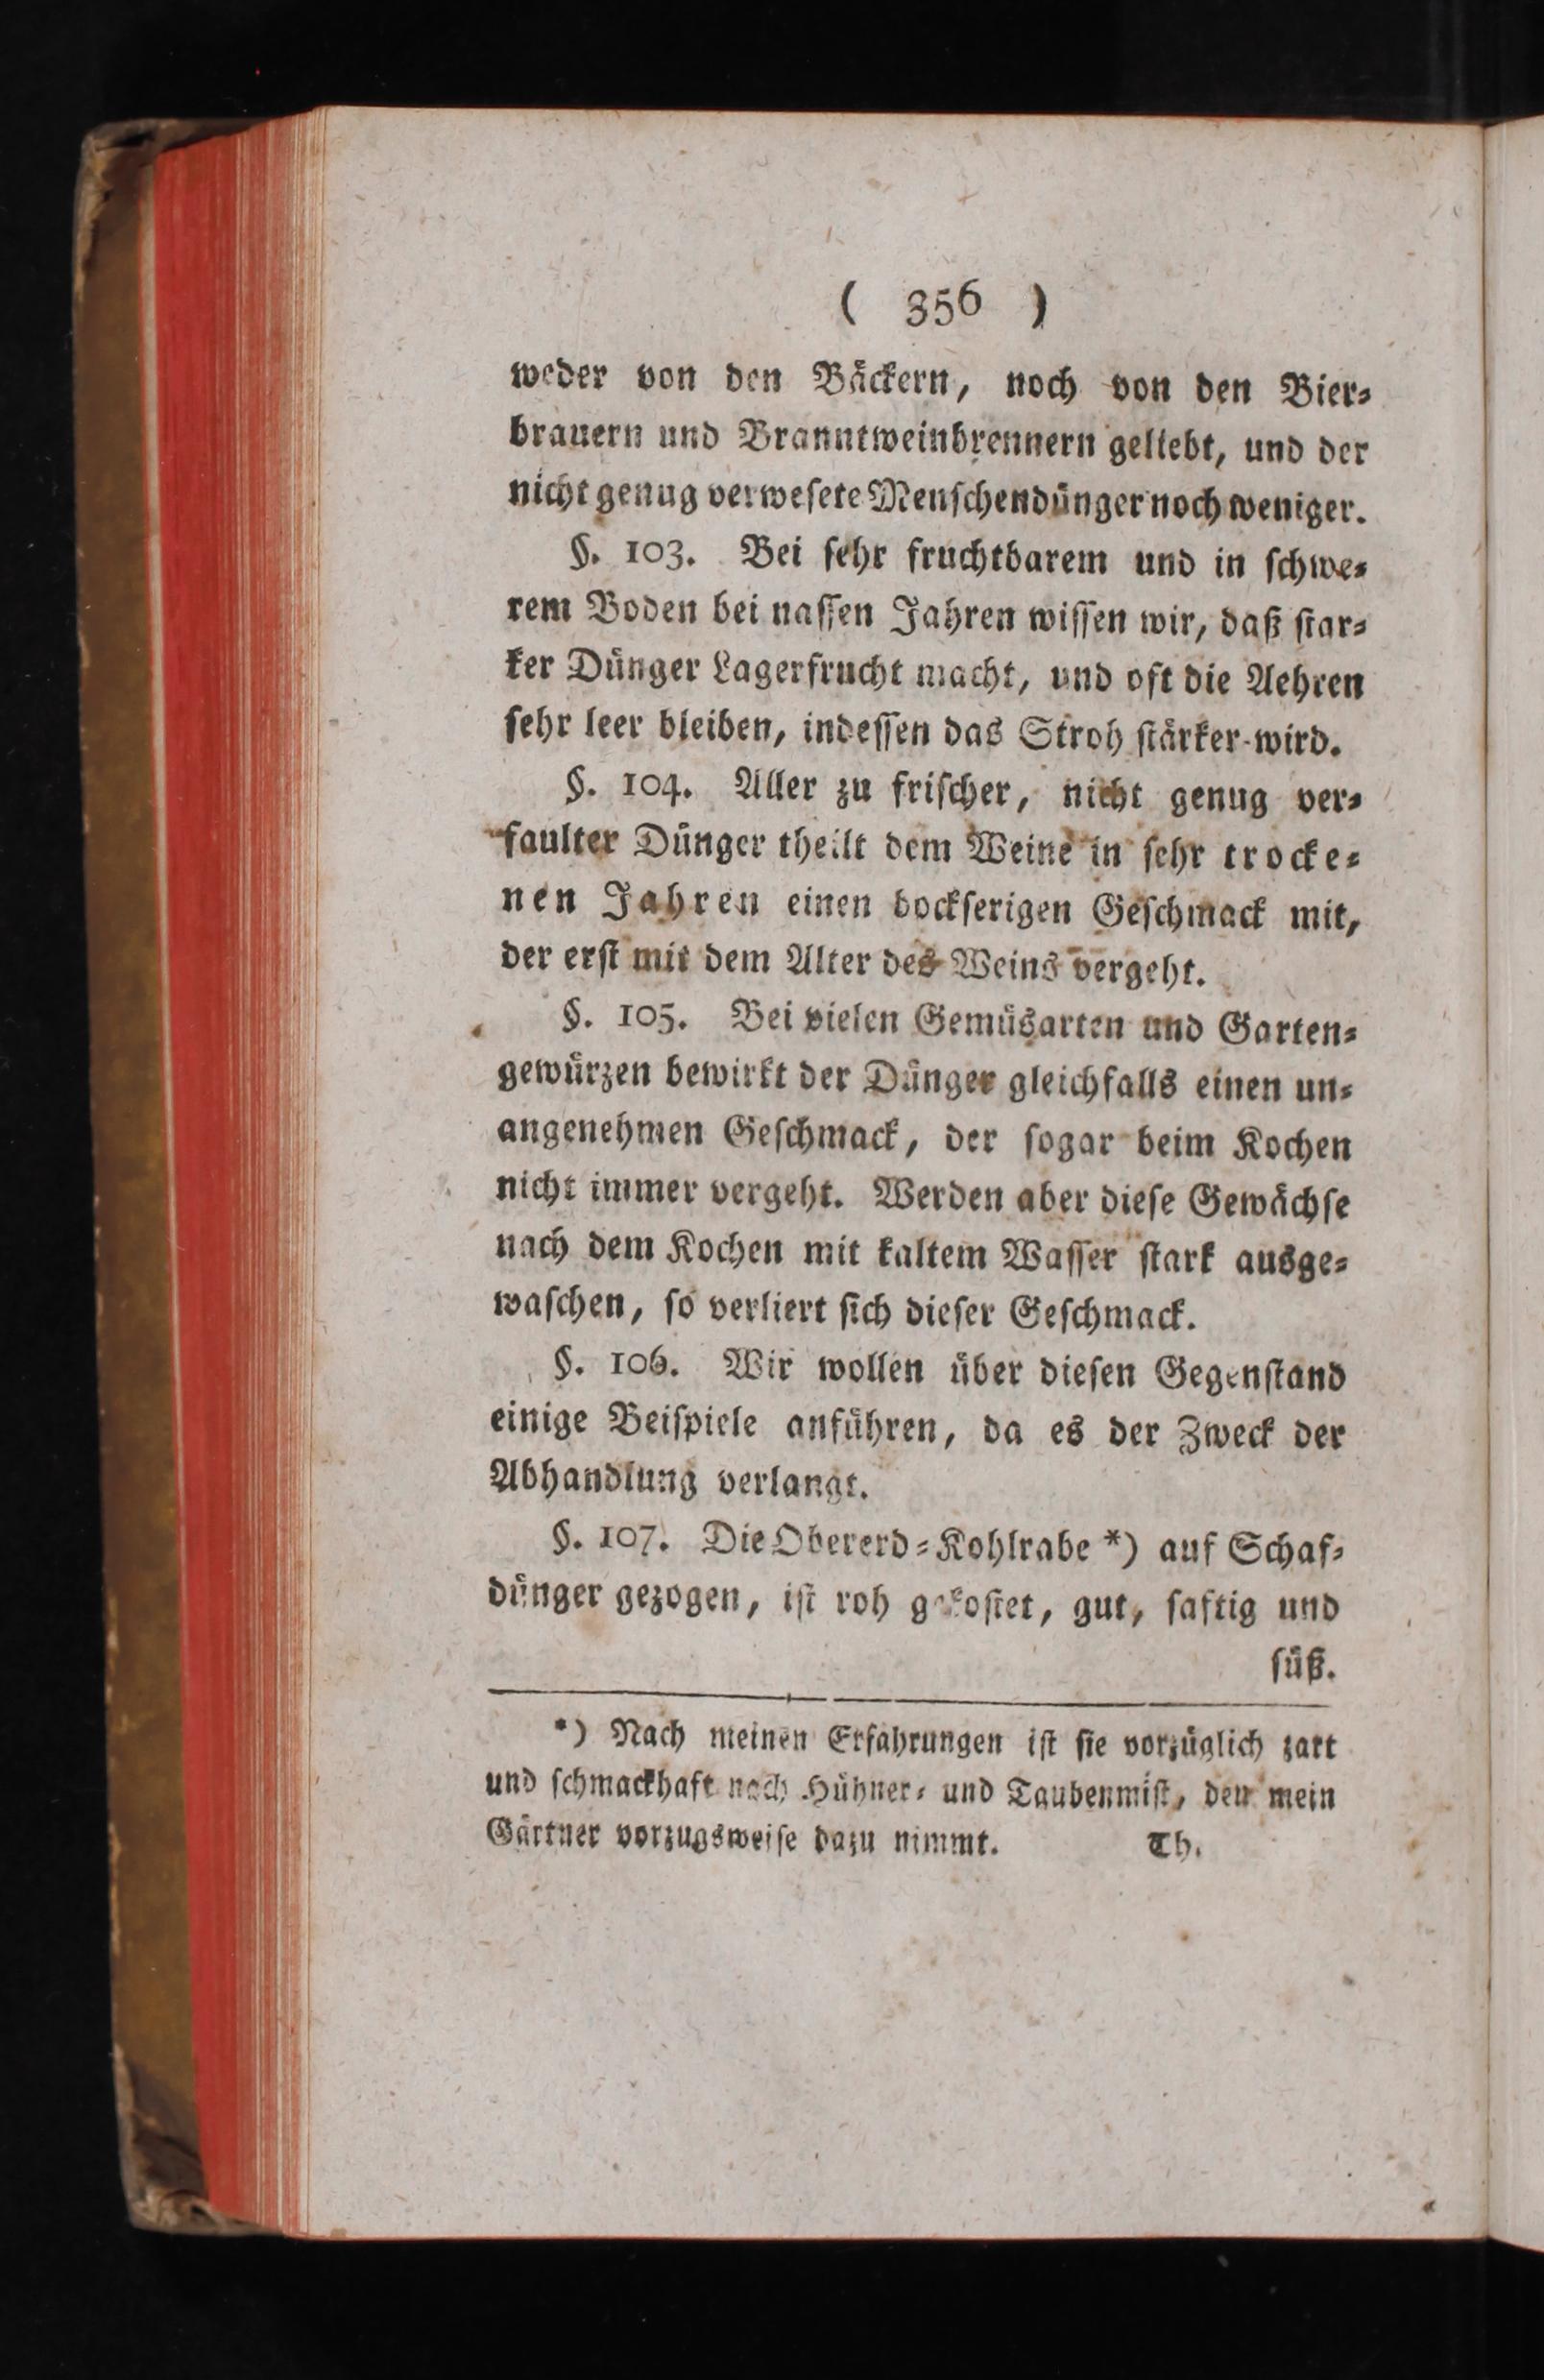 ( 356 )
weder von den Bäckern, noch von den Bier⸗
brauern und Branntweinbrennern geliebt, und der
nicht genug verweſete Menſchendünger noch weniger.
§. 103. Bei ſehr fruchtbarem und in ſchwe⸗
rem Boden bei naſſen Jahren wiſſen wir, daß ſtar⸗
ker Dünger Lagerfrucht macht, und oft die Aehren
ſehr leer bleiben, indeſſen das Stroh ſtärker wird.
§. 104. Aller zu friſcher, nicht genug ver⸗
faulter Dünger theilt dem Weine in ſehr trocke⸗
nen Jahren einen bockſerigen Geſchmack mit,
der erſt mit dem Alter des Weins vergeht.
§. 105. Bei vielen Gemüsarten und Garten⸗
gewürzen bewirkt der Dünger gleichfalls einen un⸗
angenehmen Geſchmack, der ſogar beim Kochen
nicht immer vergeht. Werden aber dieſe Gewächſe
nach dem Kochen mit kaltem Waſſer ſtark ausge⸗
waſchen, ſo verliert ſich dieſer Geſchmack.
§. 106. Wir wollen über dieſen Gegenſtand
einige Beiſpiele anführen, da es der Zweck der
Abhandlung verlangt.
§. 107. Die Obererd⸗Kohlrabe *) auf Schaf⸗
dünger gezogen, iſt roh gekoſtet, gut, ſaftig und
ſüß.
*) Nach meinen Erfahrungen iſt ſie vorzüglich zart
und ſchmackhaft nach Hühner⸗ und Taubenmiſt, den mein
Gärtner vorzugsweiſe dazu nimmt. Th.